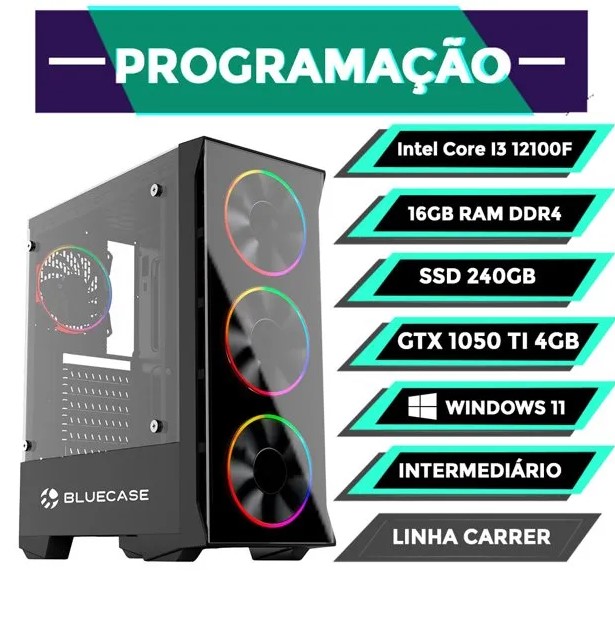 PROGRAMAÇÃO
Intel Core I3 12100F
16GB RAM DDR4
SSD 240GB
GTX 1050 TI 4GB
WINDOWS 11
INTERMEDIÁRIO
LINHA CARRER
BLUECASE